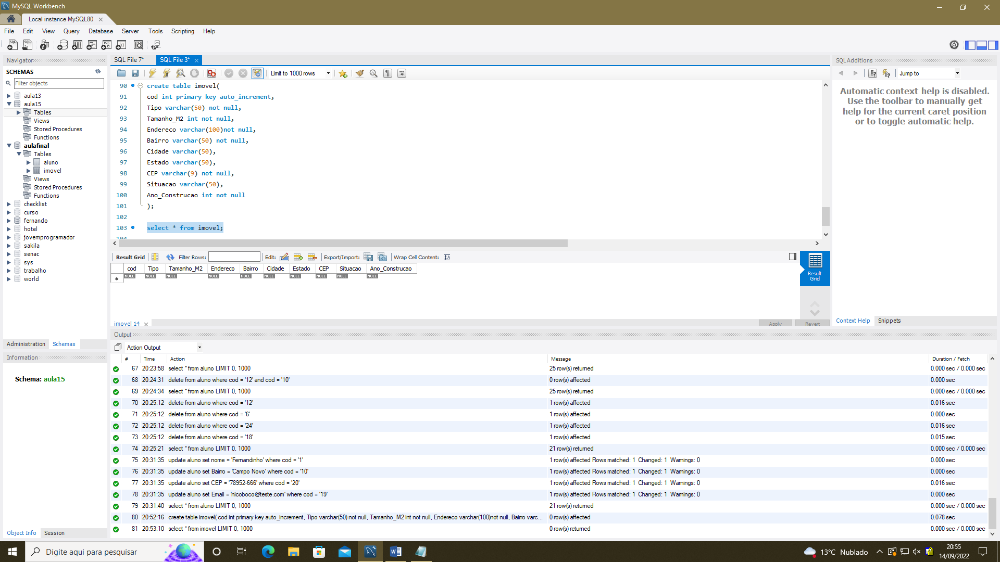 MySQL Workbench
Local instance MySQL80
File Edit View Query Database Server Tools Scripting Help
Navigator
SCHEMAS
Filter objects
aula13
aula15
Tables
Views
Stored Procedures
Functions
aulafinal
Tables
aluno
imovel
Views
Stored Procedures
Functions
checklist
curso
fernando
hotel
jovemprogramador
sakila
senac
sys
trabalho
world
Administration Schemas
Information
Schema: aula15
Object Info Session
SQL File 7* SQL File 3*
Limit to 1000 rows
90 create table imovel(
91 cod int primary key auto_increment,
92 Tipo varchar(50) not null,
93 Tamanho_M2 int not null,
94 Endereco varchar(100)not null,
95 Bairro varchar(50) not null,
96 Cidade varchar(50),
97 Estado varchar(50),
98 CEP varchar(9) not null,
99 Situacao varchar(50),
100 Ano_Construcao int not null
101 );
102
103 select * from imovel;
104
Result Grid Filter Rows: Edit: Export/Import: Wrap Cell Content:
cod Tipo Tamanho_M2 Endereco Bairro Cidade Estado CEP Situacao Ano_Construcao
NULL NULL NULL NULL NULL NULL NULL NULL NULL NULL
Result
Grid
imovel 14 Apply Revert
SQLAdditions
Jump to
Automatic context help is disabled.
Use the toolbar to manually get
help for the current caret position
or to toggle automatic help.
Context Help Snippets
Output
Action Output
# Time Action Message Duration / Fetch
67 20:23:58 select * from aluno LIMIT 0, 1000 25 row(s) returned 0.000 sec / 0.000 sec
68 20:24:31 delete from aluno where cod = '12' and cod = '10' 0 row(s) affected 0.000 sec
69 20:24:34 select * from aluno LIMIT 0, 1000 25 row(s) returned 0.000 sec / 0.000 sec
70 20:25:12 delete from aluno where cod = '12' 1 row(s) affected 0.016 sec
71 20:25:12 delete from aluno where cod = '6' 1 row(s) affected 0.000 sec
72 20:25:12 delete from aluno where cod = '24' 1 row(s) affected 0.016 sec
73 20:25:12 delete from aluno where cod = '18' 1 row(s) affected 0.015 sec
74 20:25:21 select * from aluno LIMIT 0, 1000 21 row(s) returned 0.000 sec / 0.000 sec
75 20:31:35 update aluno set nome = 'Fernandinho' where cod = '1' 1 row(s) affected Rows matched: 1 Changed: 1 Warnings: 0 0.000 sec
76 20:31:35 update aluno set Bairro = 'Campo Novo' where cod = '10' 1 row(s) affected Rows matched: 1 Changed: 1 Warnings: 0 0.000 sec
77 20:31:35 update aluno set CEP = '78952-666' where cod = '20' 1 row(s) affected Rows matched: 1 Changed: 1 Warnings: 0 0.016 sec
78 20:31:35 update aluno set Email = 'nicoboco@teste.com' where cod = '19' 1 row(s) affected Rows matched: 1 Changed: 1 Warnings: 0 0.000 sec
79 20:31:40 select * from aluno LIMIT 0, 1000 21 row(s) returned 0.000 sec / 0.000 sec
80 20:52:16 create table imovel( cod int primary key auto_increment, Tipo varchar(50) not null, Tamanho_M2 int not null, Endereco varchar(100)not null, Bairro varc... 0 row(s) affected 0.078 sec
81 20:53:10 select * from imovel LIMIT 0, 1000 0 row(s) returned 0.000 sec / 0.000 sec
Digite aqui para pesquisar
13°C Nublado
20:55
14/09/2022